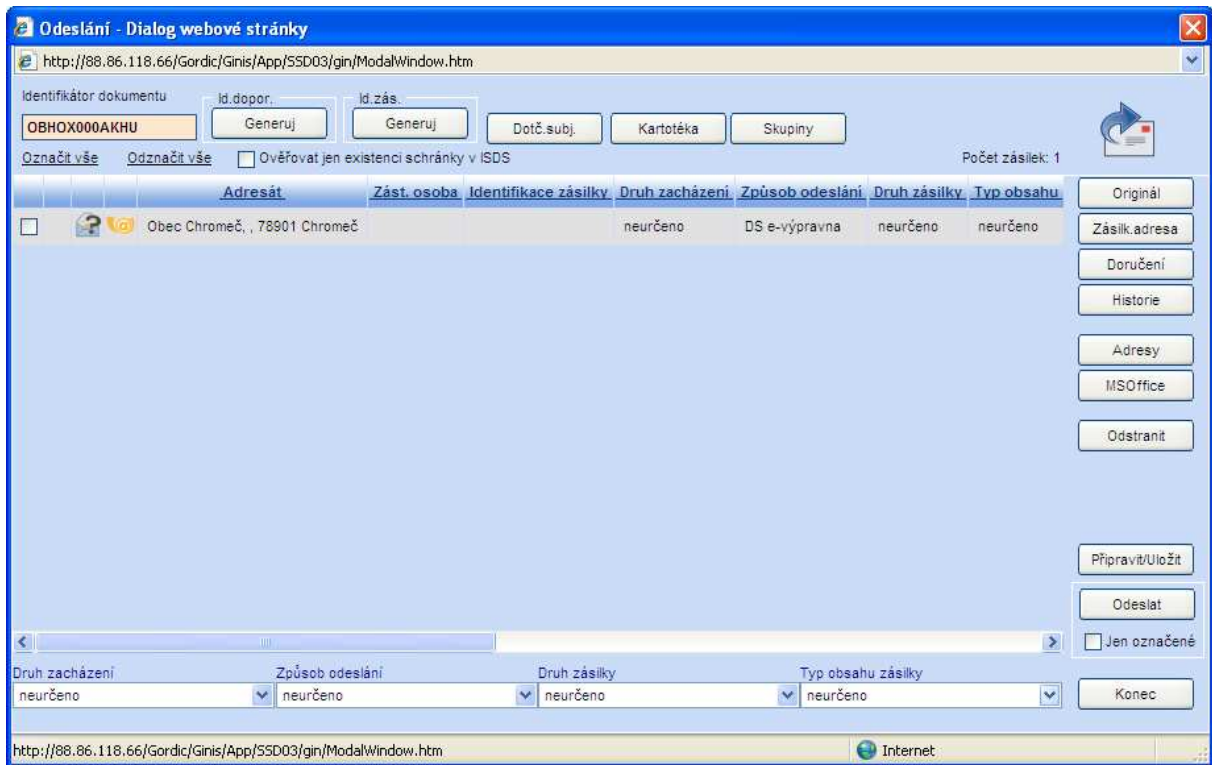 Odeslání - Dialog webové stránky
http://88.86.118.66/Gordic/Ginis/App/SSD03/gin/ModalWindow.htm
Identifikátor dokumentu Id.dopor. Id.zás.
OBHOX000AKHU Generuj Generuj Dotč.subj. Kartotéka Skupiny
Označit vše Odznačit vše Ověřovat jen existenci schránky v ISDS Počet zásilek: 1
Adresát Zást. osoba Identifikace zásilky Druh zacházení Způsob odeslání Druh zásilky Typ obsahu
Originál
Obec Chromeč, , 78901 Chromeč neurčeno DS e-výpravna neurčeno neurčeno
Zásilk.adresa
Doručení
Historie
Adresy
MSOffice
Odstranit
Připravit/Uložit
Odeslat
Jen označené
Druh zacházení Způsob odeslání Druh zásilky Typ obsahu zásilky
neurčeno neurčeno neurčeno neurčeno
Konec
http://88.86.118.66/Gordic/Ginis/App/SSD03/gin/ModalWindow.htm Internet